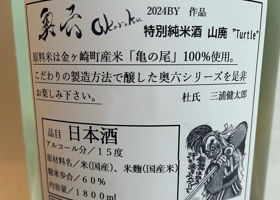 奥六 Okuroku
2024BY 作品
特別純米酒 山廃 "Turtle"
原料米は金ヶ崎町産米「亀の尾」100%使用。
こだわりの製造方法で醸した奥六シリーズを是非
お楽しみ下さい。
杜氏 三浦健太郎
品目 日本酒
アルコール分/15度
原材料名/米(国産)、米麹(国産米)
精米歩合/60%
内容量/1800ml